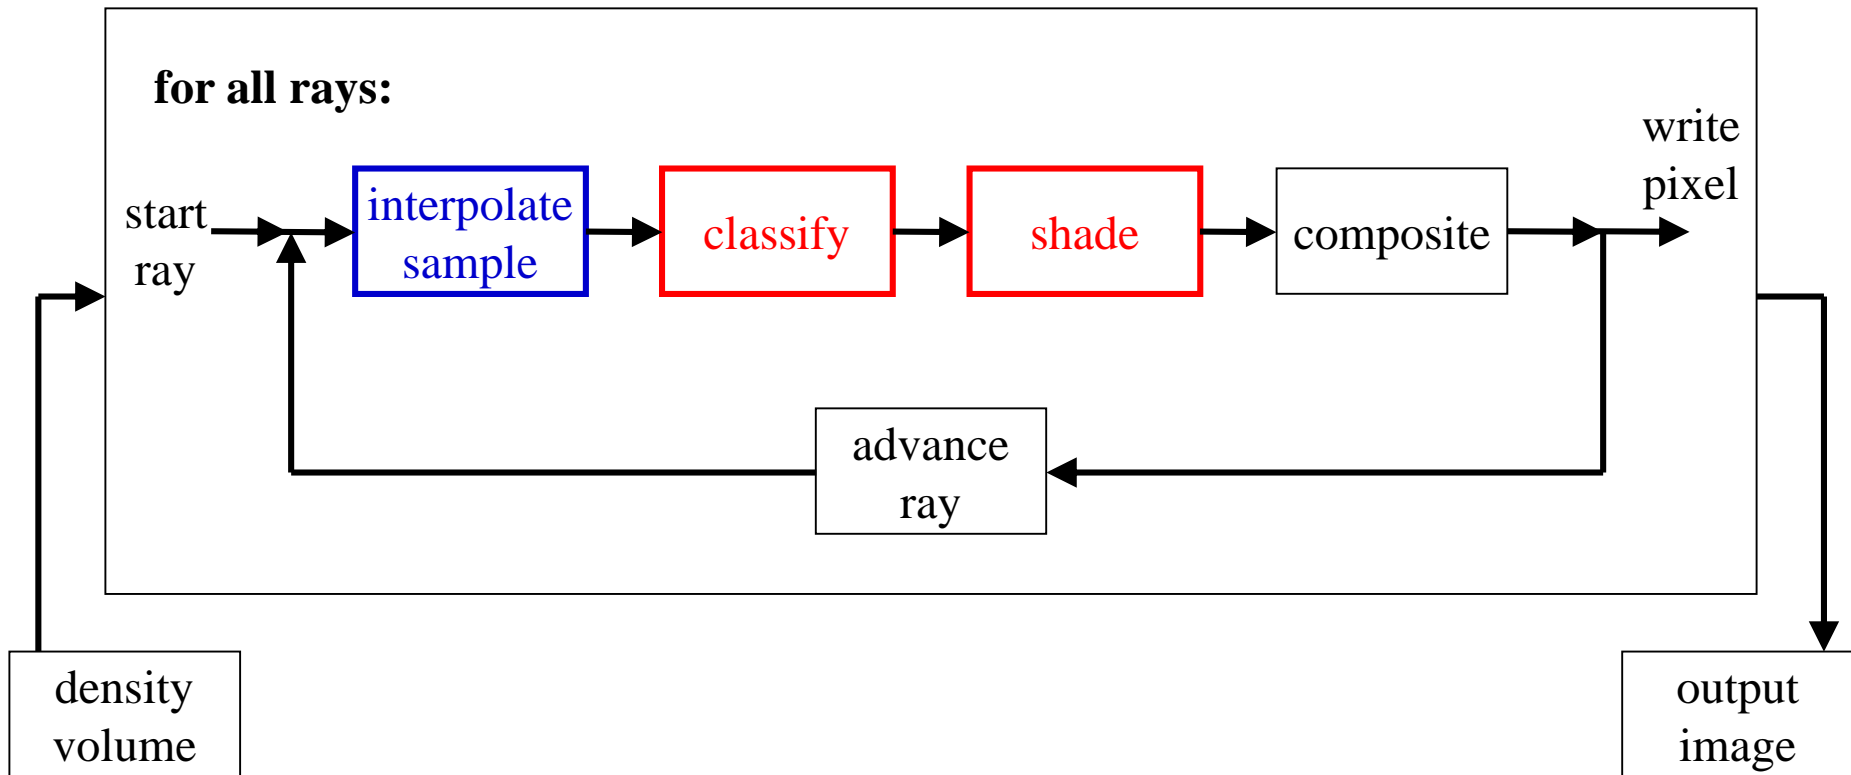 for all rays:
write
pixel
start
ray
interpolate
sample
classify
shade
composite
advance
ray
density
volume
output
image